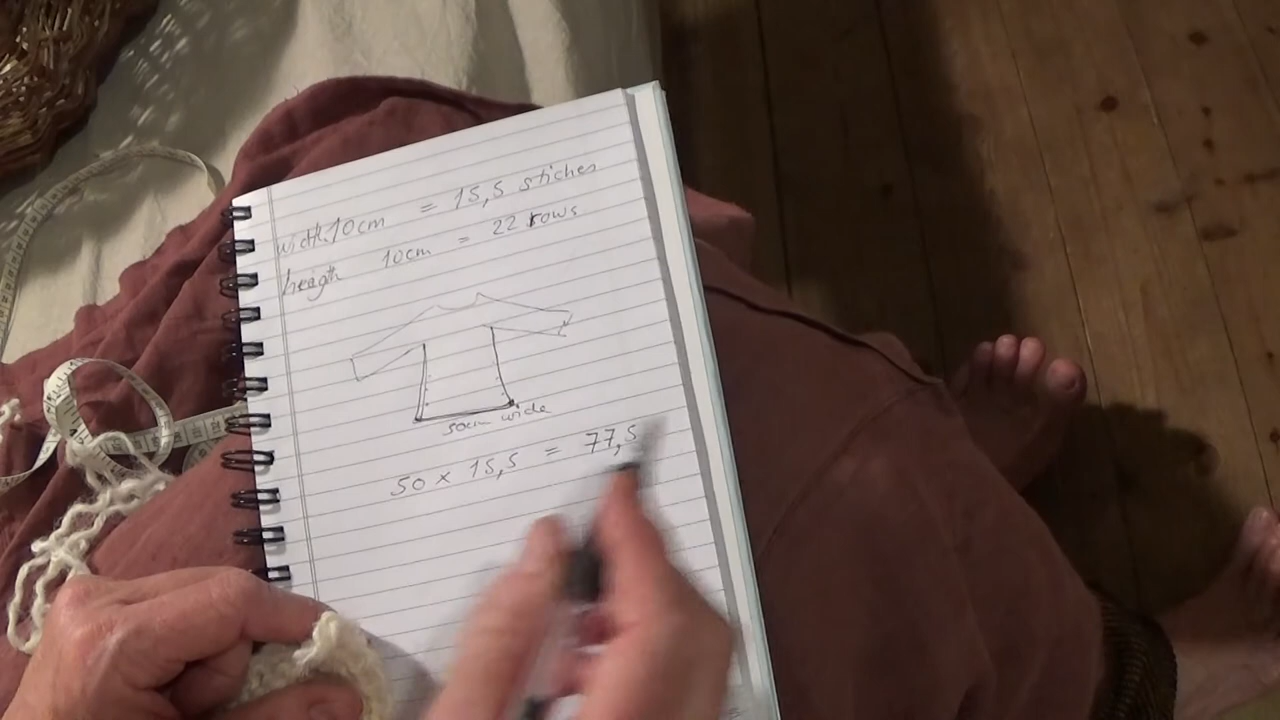 width 10cm = 15,5 stiches
heigth 10cm = 22 rows
50cm wide
50 x 15,5 = 77,5